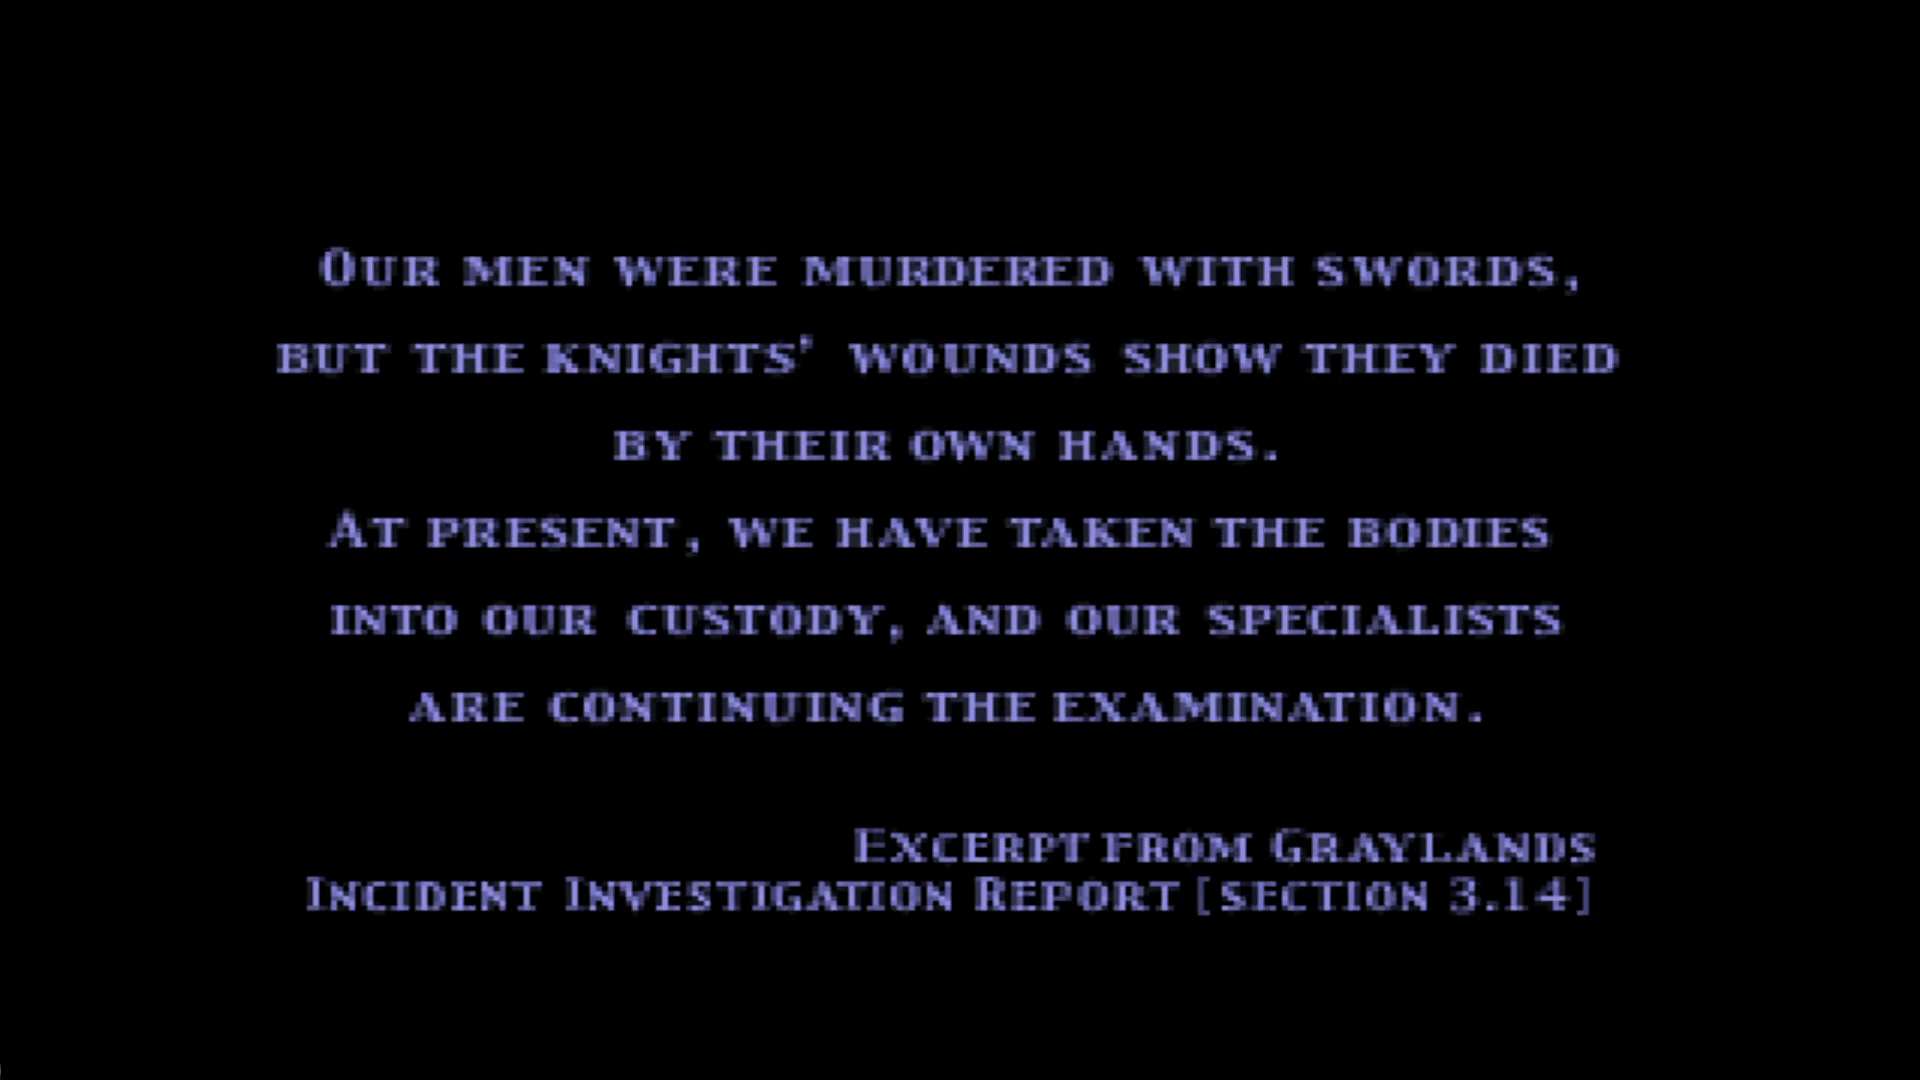 Our men were murdered with swords,
but the knights' wounds show they died
by their own hands.
At present, we have taken the bodies
into our custody, and our specialists
are continuing the examination.
Excerpt from Graylands
Incident Investigation Report [section 3.14]